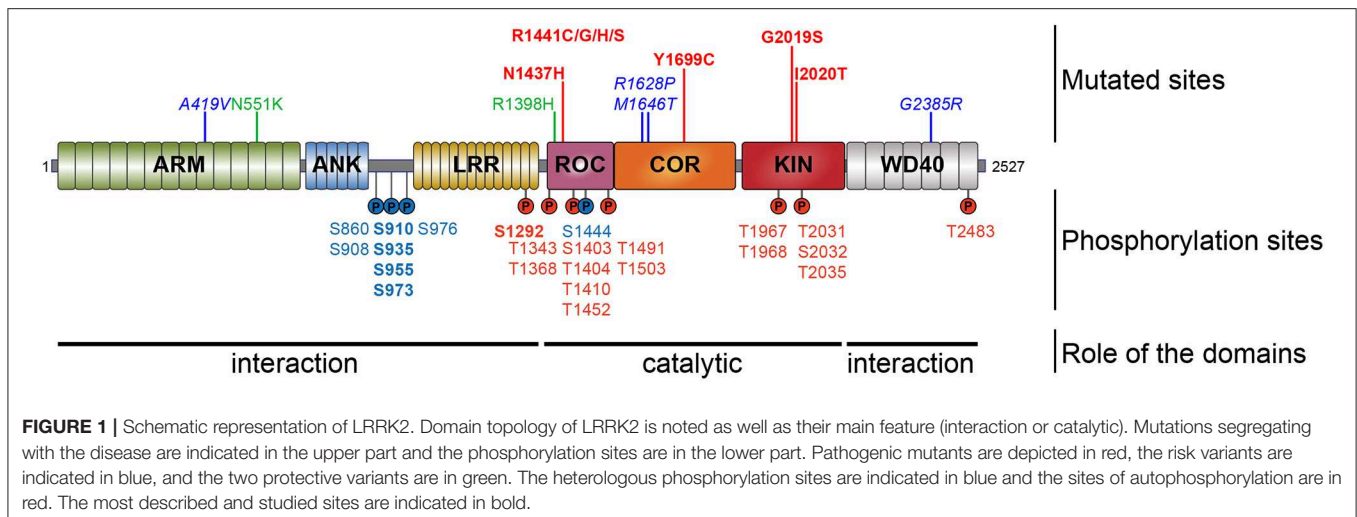 R1441C/G/H/S
G2019S
N1437H
Y1699C
I2020T
R1628P
A419V N551K
R1398H
M1646T
G2385R
Mutated sites
1
ARM
ANK
LRR
ROC
COR
KIN
WD40
2527
P P P P P P P P P P P
S860 S910 S976
S908 S935
S955
S973
S1292
T1343
T1368
S1444
S1403 T1491
T1404 T1503
T1410
T1452
T1967
T1968
T2031
S2032
T2035
T2483
Phosphorylation sites
interaction
catalytic
interaction
Role of the domains
FIGURE 1 | Schematic representation of LRRK2. Domain topology of LRRK2 is noted as well as their main feature (interaction or catalytic). Mutations segregating
with the disease are indicated in the upper part and the phosphorylation sites are in the lower part. Pathogenic mutants are depicted in red, the risk variants are
indicated in blue, and the two protective variants are in green. The heterologous phosphorylation sites are indicated in blue and the sites of autophosphorylation are in
red. The most described and studied sites are indicated in bold.